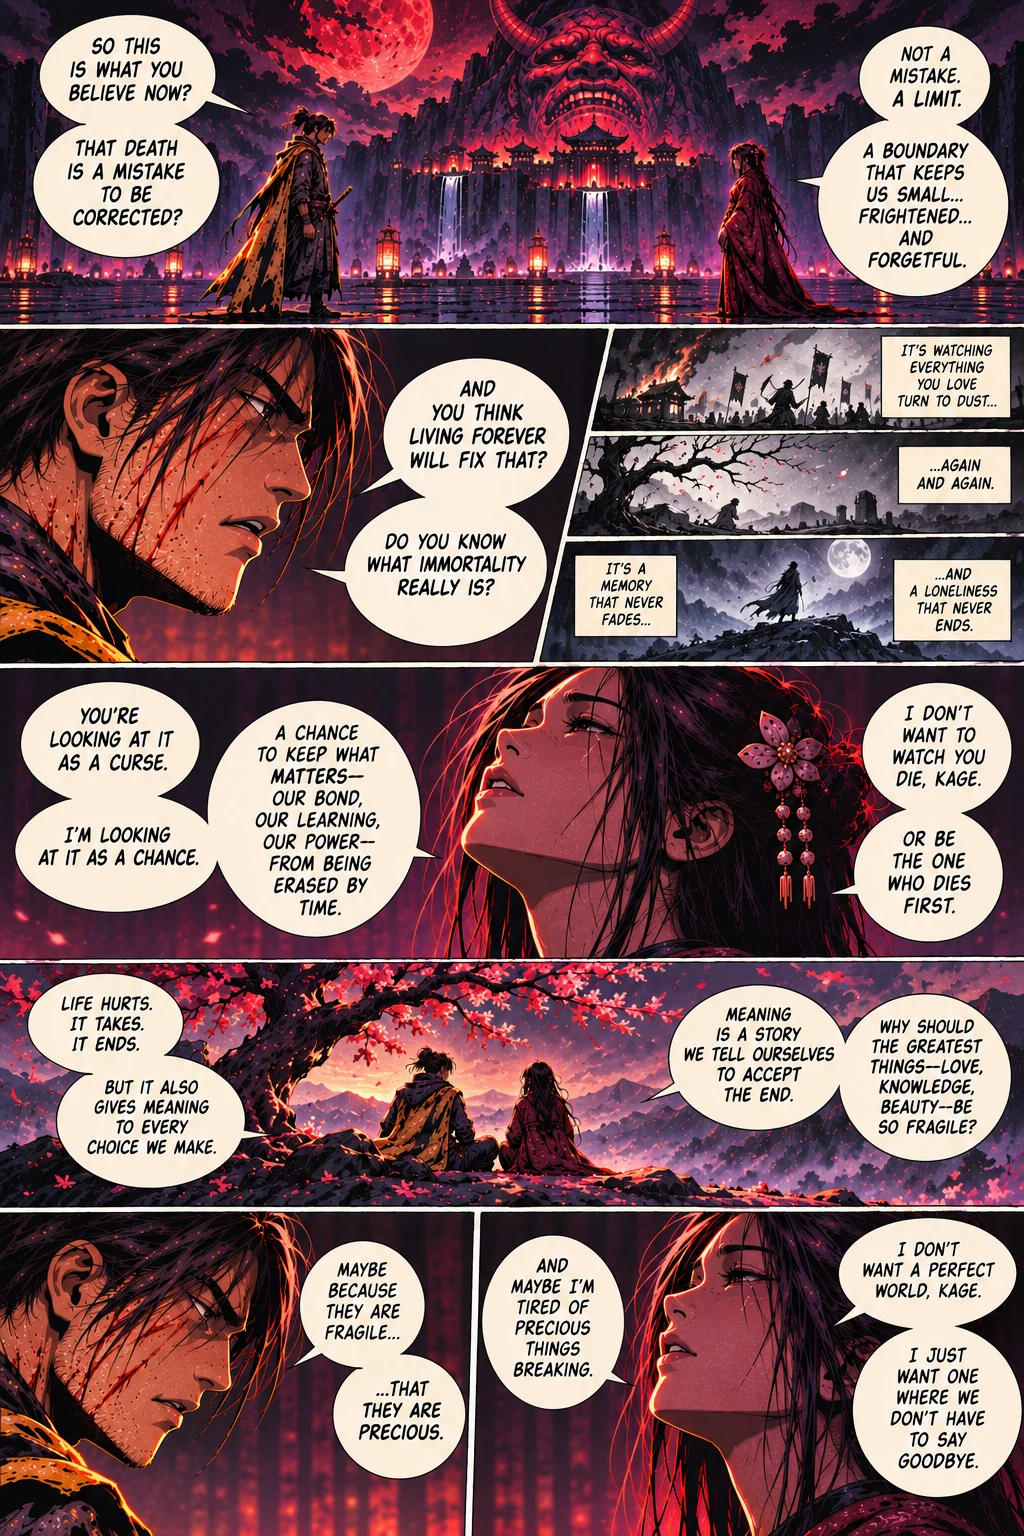 SO THIS
IS WHAT YOU
BELIEVE NOW?
THAT DEATH
IS A MISTAKE
TO BE
CORRECTED?
NOT A
MISTAKE.
A LIMIT.
A BOUNDARY
THAT KEEPS
US SMALL...
FRIGHTENED...
AND
FORGETFUL.
AND
YOU THINK
LIVING FOREVER
WILL FIX THAT?
DO YOU KNOW
WHAT IMMORTALITY
REALLY IS?
IT'S WATCHING
EVERYTHING
YOU LOVE
TURN TO DUST...
...AGAIN
AND AGAIN.
IT'S A
MEMORY
THAT NEVER
FADES...
...AND
A LONELINESS
THAT NEVER
ENDS.
YOU'RE
LOOKING AT IT
AS A CURSE.
I'M LOOKING
AT IT AS A CHANCE.
A CHANCE
TO KEEP WHAT
MATTERS--
OUR BOND,
OUR LEARNING,
OUR POWER--
FROM BEING
ERASED BY
TIME.
I DON'T
WANT TO
WATCH YOU
DIE, KAGE.
OR BE
THE ONE
WHO DIES
FIRST.
LIFE HURTS.
IT TAKES.
IT ENDS.
BUT IT ALSO
GIVES MEANING
TO EVERY
CHOICE WE MAKE.
MEANING
IS A STORY
WE TELL OURSELVES
TO ACCEPT
THE END.
WHY SHOULD
THE GREATEST
THINGS--LOVE,
KNOWLEDGE,
BEAUTY--BE
SO FRAGILE?
MAYBE
BECAUSE
THEY ARE
FRAGILE...
...THAT
THEY ARE
PRECIOUS.
AND
MAYBE I'M
TIRED OF
PRECIOUS
THINGS
BREAKING.
I DON'T
WANT A PERFECT
WORLD, KAGE.
I JUST
WANT ONE
WHERE WE
DON'T HAVE
TO SAY
GOODBYE.